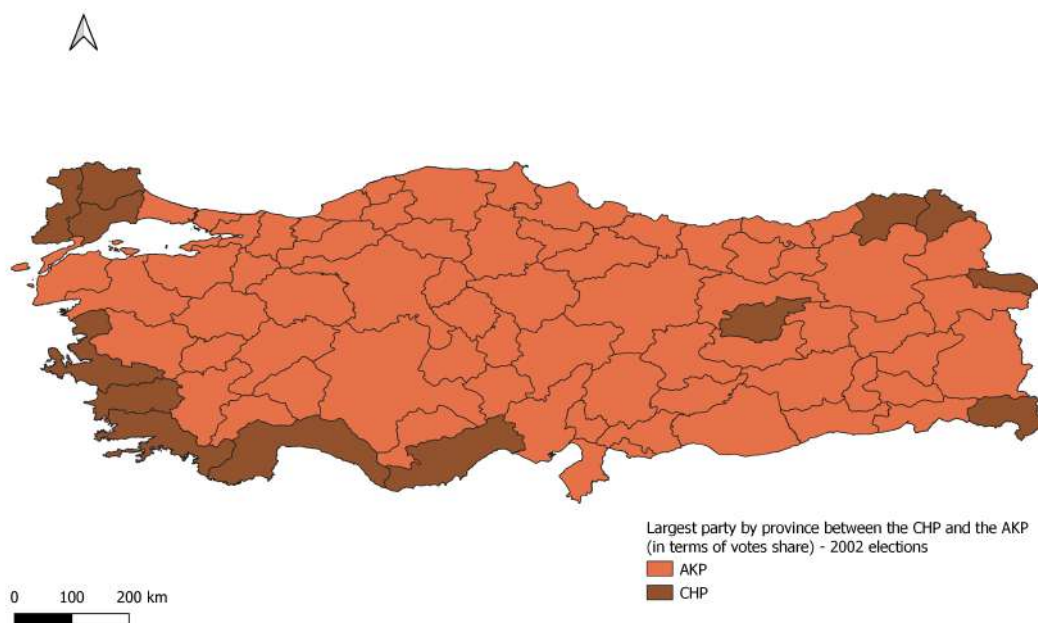 Largest party by province between the CHP and the AKP
(in terms of votes share) - 2002 elections
AKP
CHP
0 100 200 km